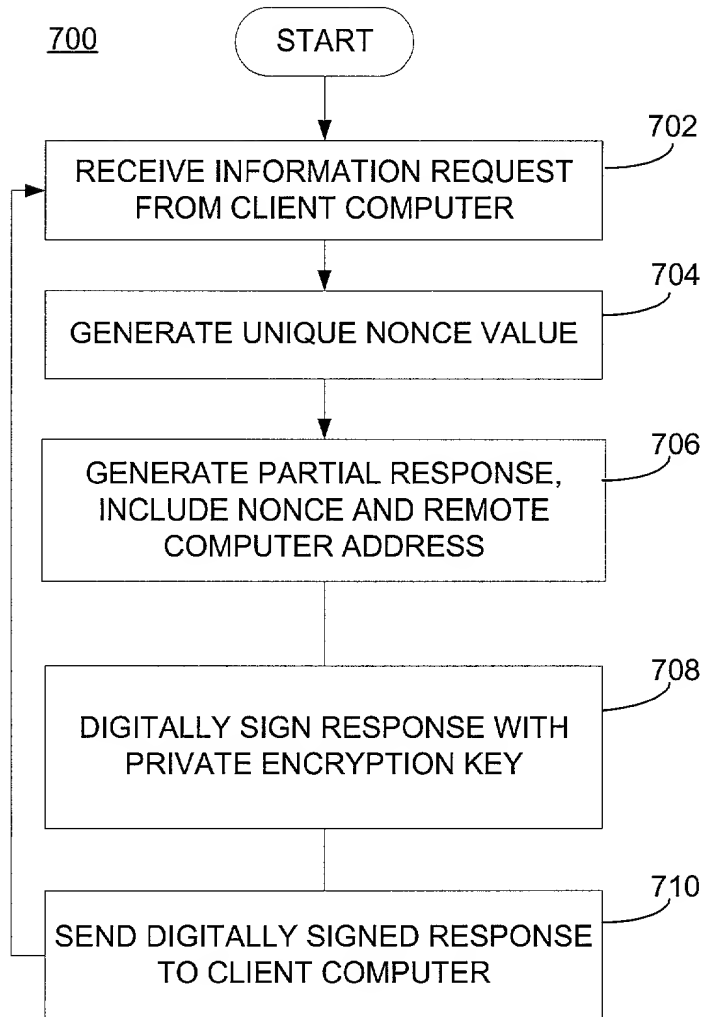 700
START
702
RECEIVE INFORMATION REQUEST
FROM CLIENT COMPUTER
704
GENERATE UNIQUE NONCE VALUE
706
GENERATE PARTIAL RESPONSE,
INCLUDE NONCE AND REMOTE
COMPUTER ADDRESS
708
DIGITALLY SIGN RESPONSE WITH
PRIVATE ENCRYPTION KEY
710
SEND DIGITALLY SIGNED RESPONSE
TO CLIENT COMPUTER